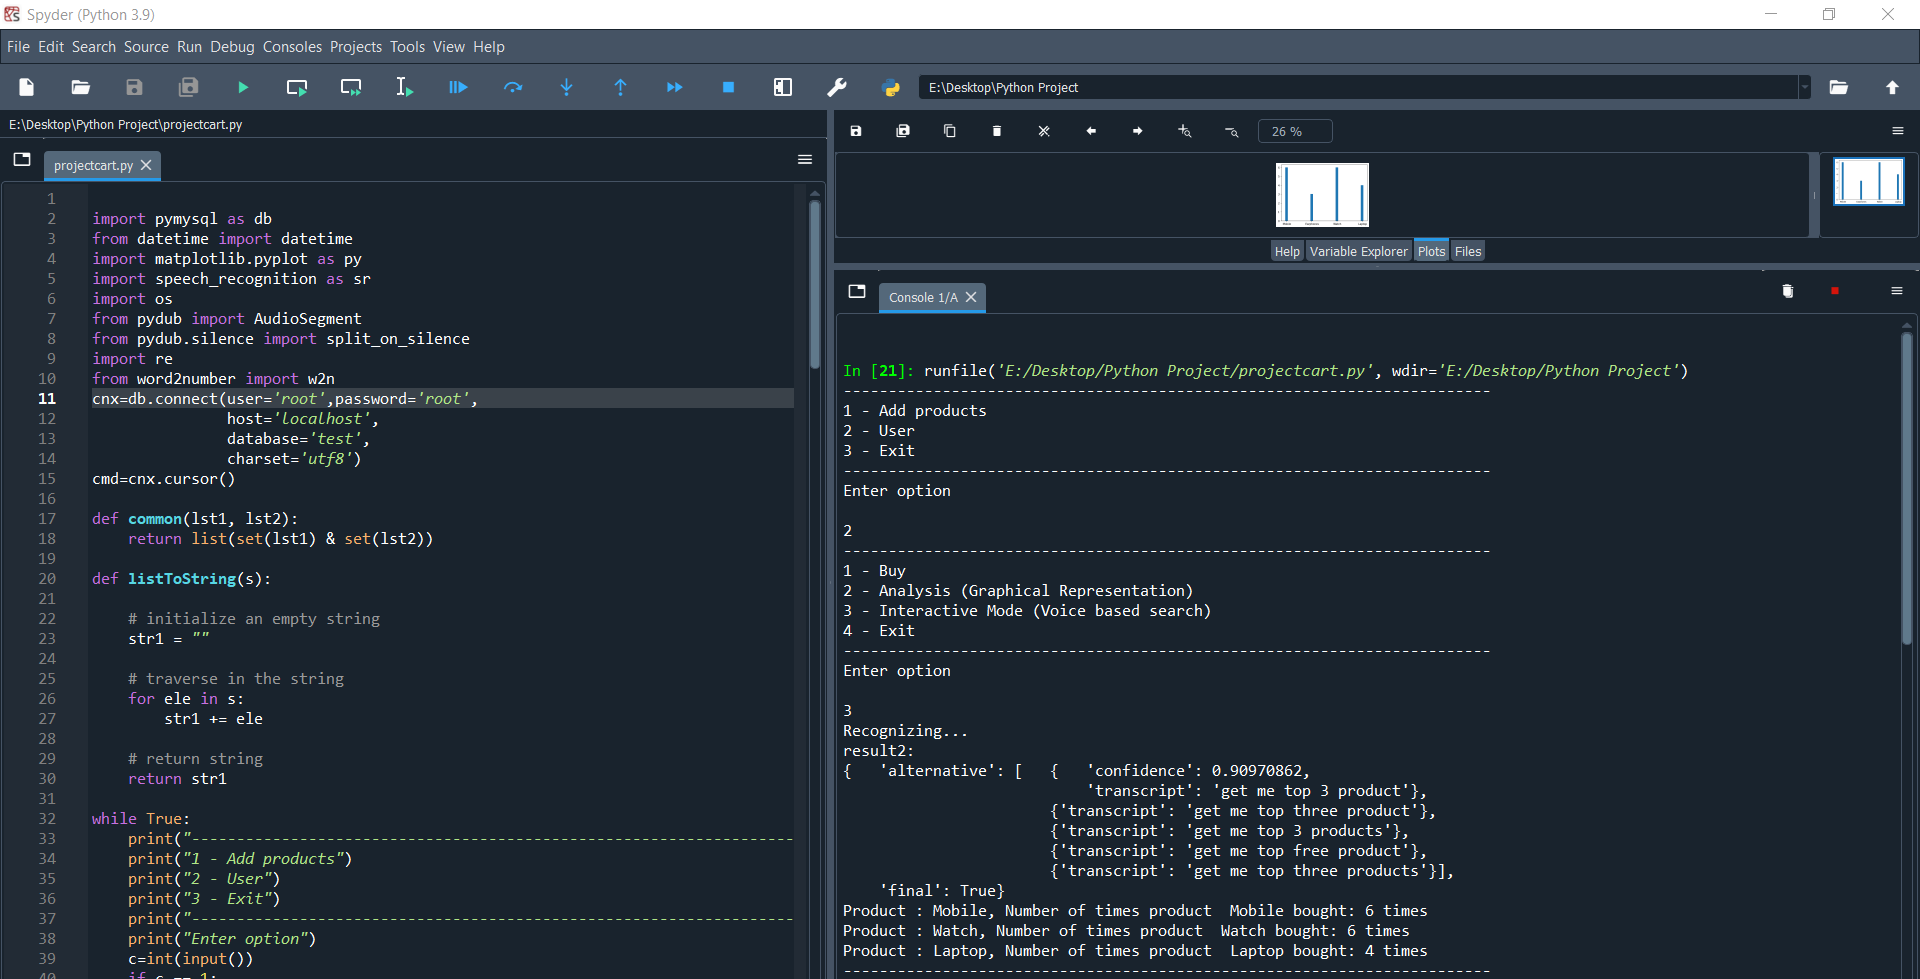 Spyder (Python 3.9)
File Edit Search Source Run Debug Consoles Projects Tools View Help
E:\Desktop\Python Project
E:\Desktop\Python Project\projectcart.py
projectcart.py
1
2 import pymysql as db
3 from datetime import datetime
4 import matplotlib.pyplot as py
5 import speech_recognition as sr
6 import os
7 from pydub import AudioSegment
8 from pydub.silence import split_on_silence
9 import re
10 from word2number import w2n
11 cnx=db.connect(user='root',password='root',
12 host='localhost',
13 database='test',
14 charset='utf8')
15 cmd=cnx.cursor()
16
17 def common(lst1, lst2):
18 return list(set(lst1) & set(lst2))
19
20 def listToString(s):
21
22 # initialize an empty string
23 str1 = ""
24
25 # traverse in the string
26 for ele in s:
27 str1 += ele
28
29 # return string
30 return str1
31
32 while True:
33 print("-------------------------------------------------------------------
34 print("1 - Add products")
35 print("2 - User")
36 print("3 - Exit")
37 print("-------------------------------------------------------------------
38 print("Enter option")
39 c=int(input())
40 if c == 1:
26 %
Help Variable Explorer Plots Files
Console 1/A
In [21]: runfile('E:/Desktop/Python Project/projectcart.py', wdir='E:/Desktop/Python Project')
------------------------------------------------------------------------
1 - Add products
2 - User
3 - Exit
------------------------------------------------------------------------
Enter option
2
------------------------------------------------------------------------
1 - Buy
2 - Analysis (Graphical Representation)
3 - Interactive Mode (Voice based search)
4 - Exit
------------------------------------------------------------------------
Enter option
3
Recognizing...
result2:
{ 'alternative': [ { 'confidence': 0.90970862,
'transcript': 'get me top 3 product'},
{'transcript': 'get me top three product'},
{'transcript': 'get me top 3 products'},
{'transcript': 'get me top free product'},
{'transcript': 'get me top three products'}],
'final': True}
Product : Mobile, Number of times product  Mobile bought: 6 times
Product : Watch, Number of times product  Watch bought: 6 times
Product : Laptop, Number of times product  Laptop bought: 4 times
------------------------------------------------------------------------